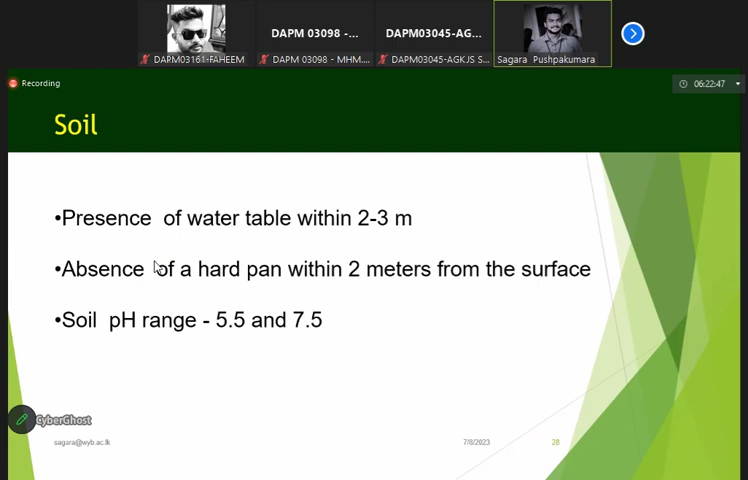 DAPM 03098 -...
DAPM03045-AG...
DARM03161-FAHEEM
DAPM 03098 - MHM....
DAPM03045-AGKJS S...
Sagara Pushpakumara
Recording
06:22:47
Soil
•Presence of water table within 2-3 m
•Absence of a hard pan within 2 meters from the surface
•Soil pH range - 5.5 and 7.5
CyberGhost
sagara@wyb.ac.lk
7/8/2023
28